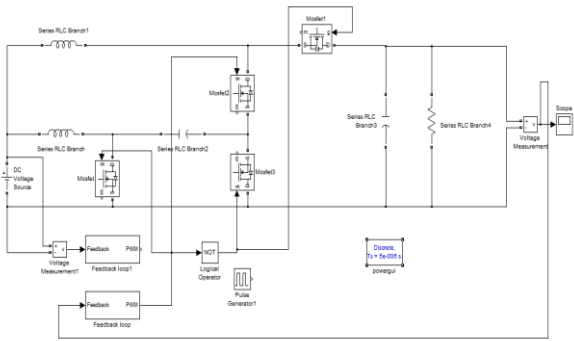 Mosfet1
Series RLC Branch1
Mosfet2
Series RLC
Branch3
Series RLC Branch4
Scope
Voltage
Measurement
Series RLC Branch
Series RLC Branch2
DC
Voltage
Source
Mosfet
Mosfet3
Feedback PWM
Voltage
Measurement1
Feedback loop1
NOT
Logical
Operator
Pulse
Generator1
Discrete,
Ts = 5e-006 s
powergui
Feedback PWM
Feedback loop